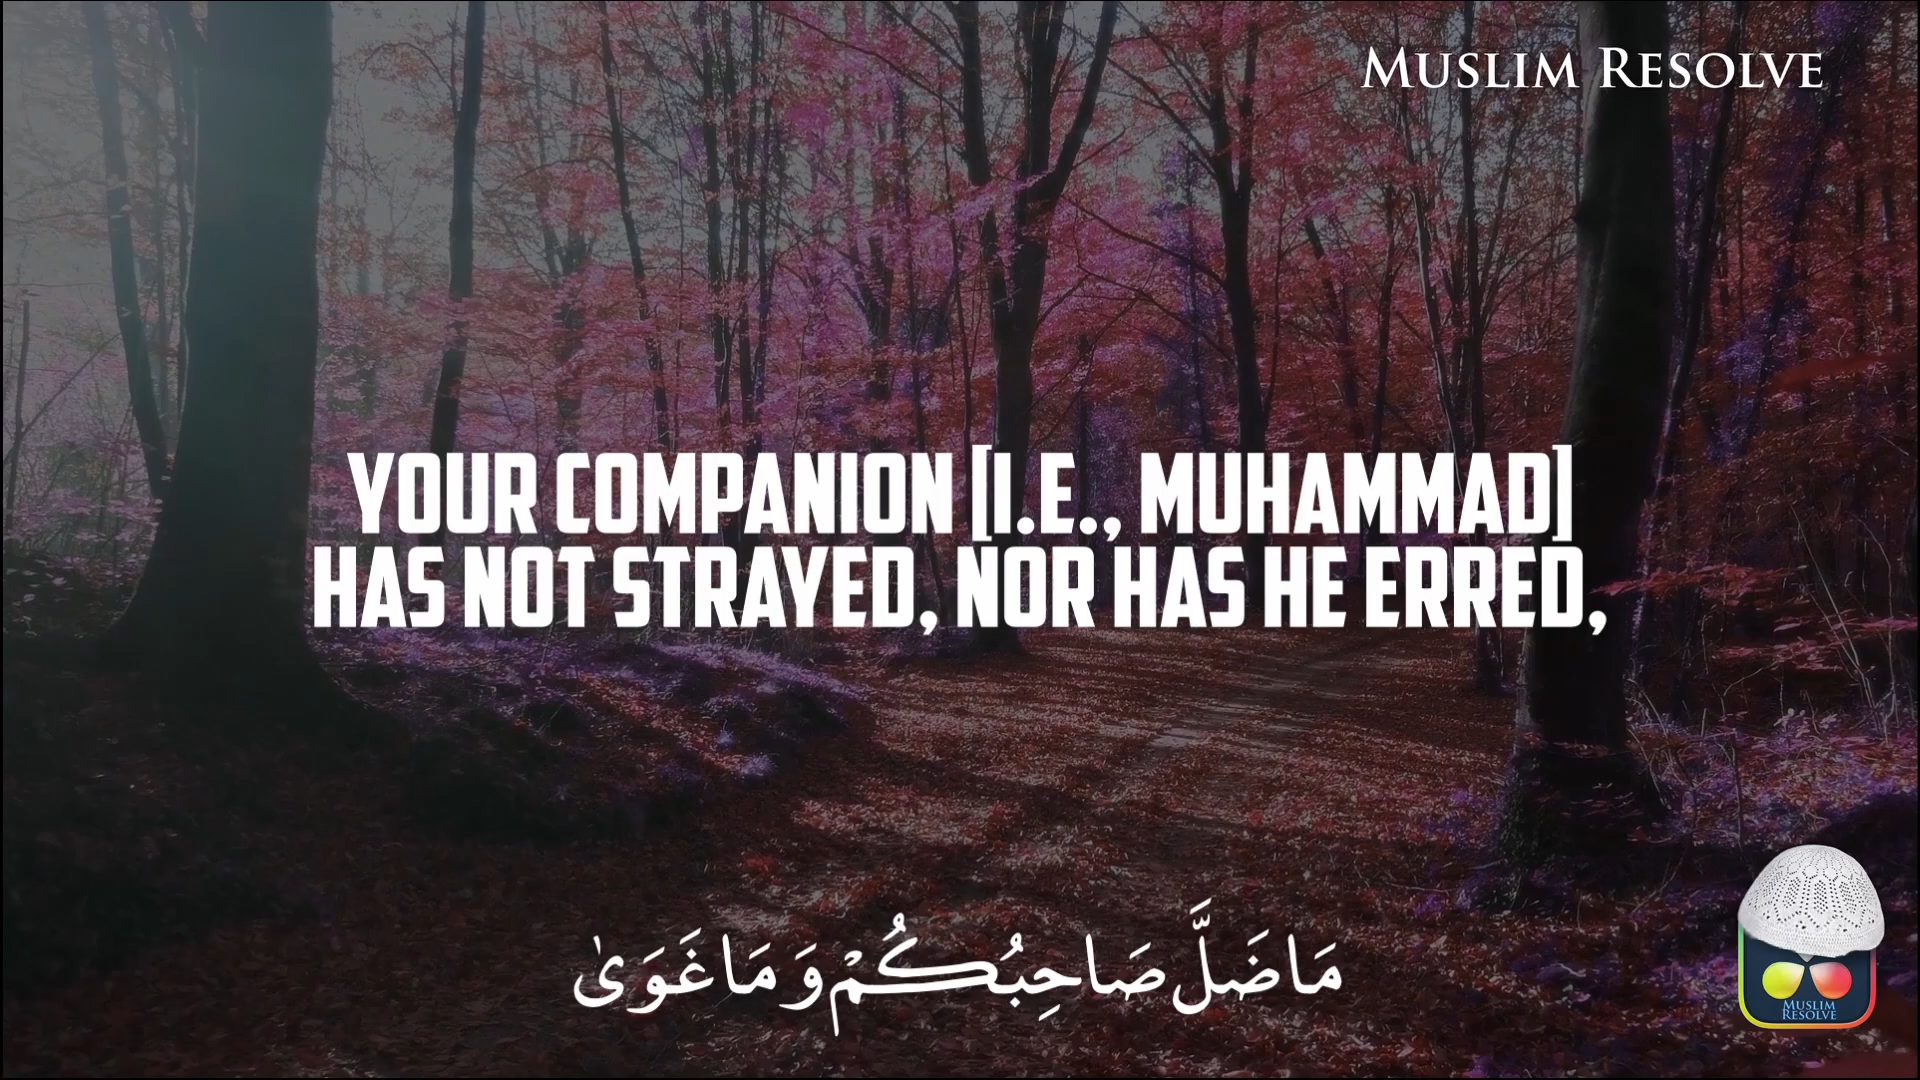 MUSLIM RESOLVE
YOUR COMPANION [I.E., MUHAMMAD]
HAS NOT STRAYED, NOR HAS HE ERRED,
مَا ضَلَّ صَاحِبُكُمْ وَمَا غَوَىٰ
MUSLIM
RESOLVE